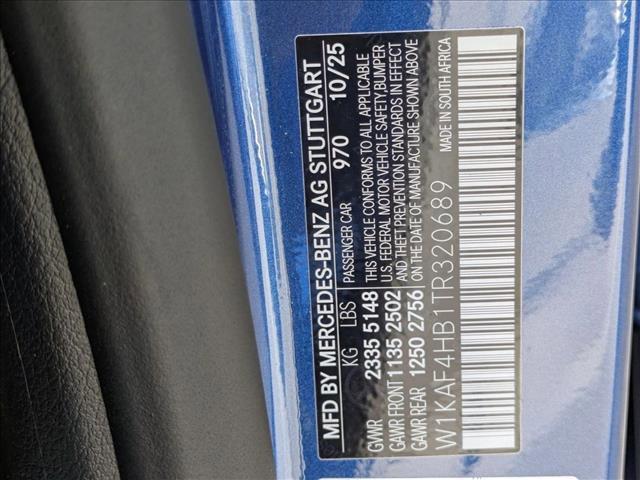 MFD BY MERCEDES-BENZ AG STUTTGART
KG LBS PASSENGER CAR 970 10/25
GVWR 2335 5148 THIS VEHICLE CONFORMS TO ALL APPLICABLE
U.S. FEDERAL MOTOR VEHICLE SAFETY,BUMPER
GAWR FRONT 1135 2502 AND THEFT PREVENTION STANDARDS IN EFFECT
GAWR REAR 1250 2756 ON THE DATE OF MANUFACTURE SHOWN ABOVE
W1KAF4HB1TR320689 MADE IN SOUTH AFRICA